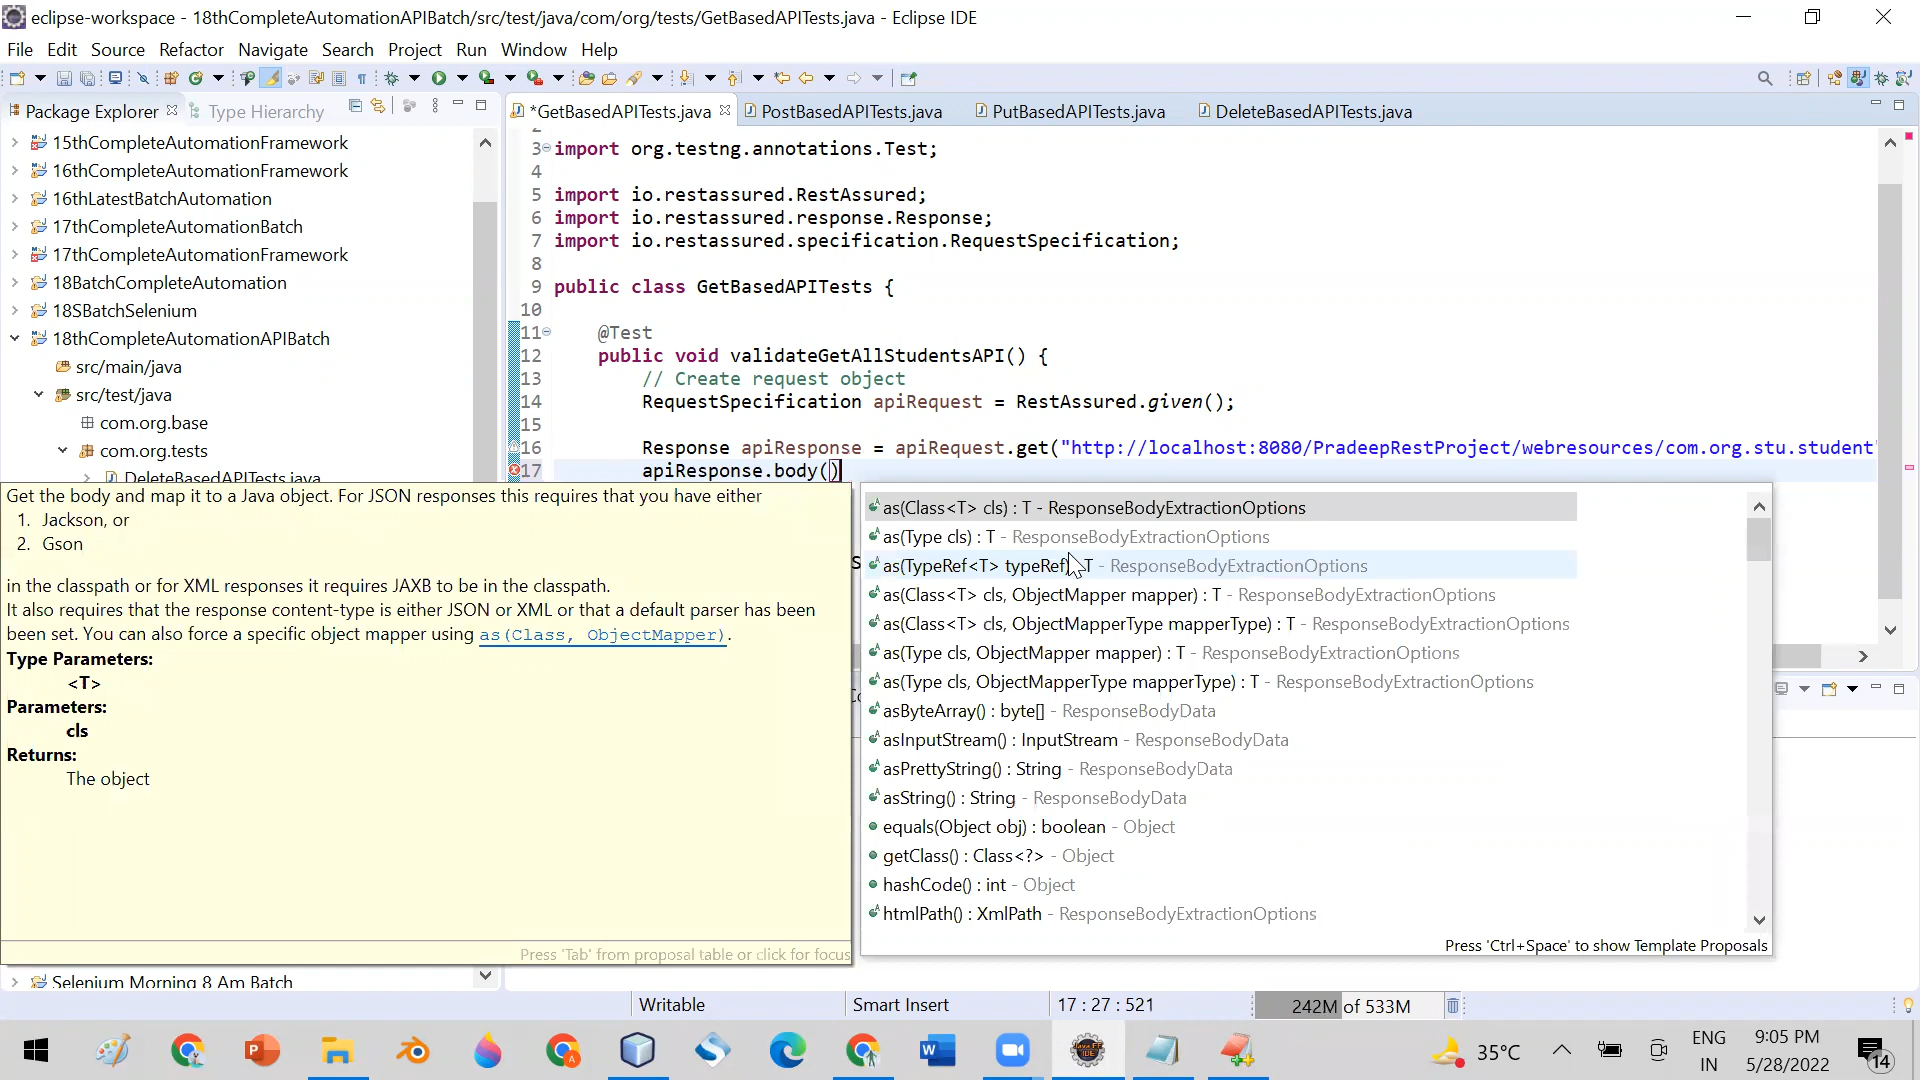 eclipse-workspace - 18thCompleteAutomationAPIBatch/src/test/java/com/org/tests/GetBasedAPITests.java - Eclipse IDE
File Edit Source Refactor Navigate Search Project Run Window Help
Package Explorer Type Hierarchy
15thCompleteAutomationFramework
16thCompleteAutomationFramework
16thLatestBatchAutomation
17thCompleteAutomationBatch
17thCompleteAutomationFramework
18BatchCompleteAutomation
18SBatchSelenium
18thCompleteAutomationAPIBatch
src/main/java
src/test/java
com.org.base
com.org.tests
DeleteBasedAPITests.java
*GetBasedAPITests.java PostBasedAPITests.java PutBasedAPITests.java DeleteBasedAPITests.java
3 import org.testng.annotations.Test;
4
5 import io.restassured.RestAssured;
6 import io.restassured.response.Response;
7 import io.restassured.specification.RequestSpecification;
8
9 public class GetBasedAPITests {
10
11 @Test
12 public void validateGetAllStudentsAPI() {
13 // Create request object
14 RequestSpecification apiRequest = RestAssured.given();
15
16 Response apiResponse = apiRequest.get("http://localhost:8080/PradeepRestProject/webresources/com.org.stu.student"
17 apiResponse.body()
Get the body and map it to a Java object. For JSON responses this requires that you have either
1. Jackson, or
2. Gson
in the classpath or for XML responses it requires JAXB to be in the classpath.
It also requires that the response content-type is either JSON or XML or that a default parser has been
been set. You can also force a specific object mapper using as(Class, ObjectMapper).
Type Parameters:
<T>
Parameters:
cls
Returns:
The object
Press 'Tab' from proposal table or click for focus
as(Class<T> cls) : T - ResponseBodyExtractionOptions
as(Type cls) : T - ResponseBodyExtractionOptions
as(TypeRef<T> typeRef) : T - ResponseBodyExtractionOptions
as(Class<T> cls, ObjectMapper mapper) : T - ResponseBodyExtractionOptions
as(Class<T> cls, ObjectMapperType mapperType) : T - ResponseBodyExtractionOptions
as(Type cls, ObjectMapper mapper) : T - ResponseBodyExtractionOptions
as(Type cls, ObjectMapperType mapperType) : T - ResponseBodyExtractionOptions
asByteArray() : byte[] - ResponseBodyData
asInputStream() : InputStream - ResponseBodyData
asPrettyString() : String - ResponseBodyData
asString() : String - ResponseBodyData
equals(Object obj) : boolean - Object
getClass() : Class<?> - Object
hashCode() : int - Object
htmlPath() : XmlPath - ResponseBodyExtractionOptions
Press 'Ctrl+Space' to show Template Proposals
Selenium Morning 8 Am Batch
Writable Smart Insert 17 : 27 : 521 242M of 533M
35°C ENG IN 9:05 PM 5/28/2022 14